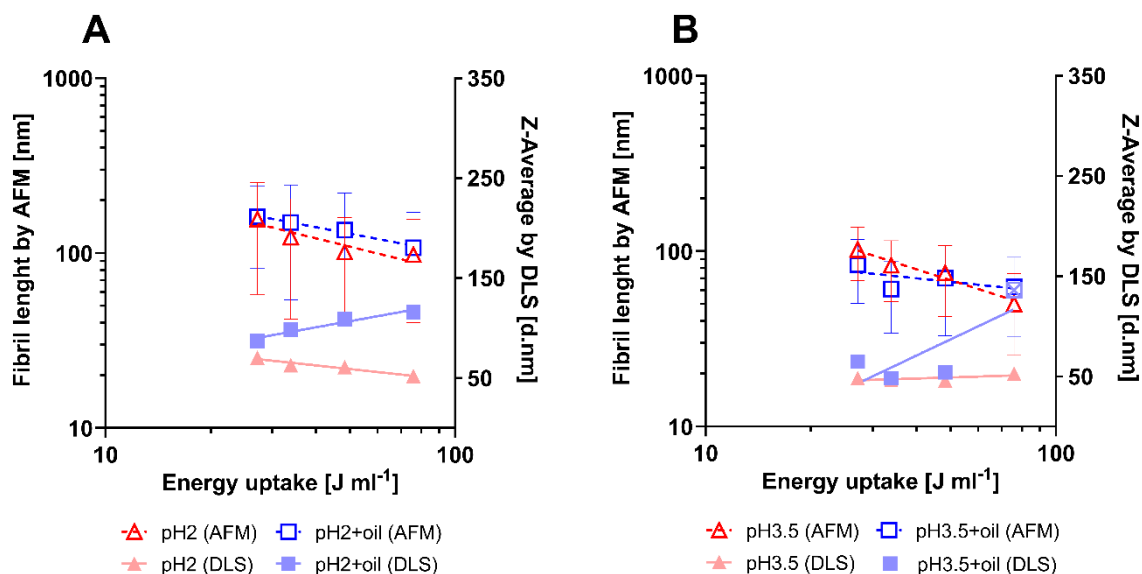 A
1000
100
10
Fibril lenght by AFM [nm]
350
250
150
50
Z-Average by DLS [d.nm]
10
100
Energy uptake [J ml⁻¹]
pH2 (AFM)
pH2+oil (AFM)
pH2 (DLS)
pH2+oil (DLS)
B
1000
100
10
Fibril lenght by AFM [nm]
350
250
150
50
Z-Average by DLS [d.nm]
10
100
Energy uptake [J ml⁻¹]
pH3.5 (AFM)
pH3.5+oil (AFM)
pH3.5 (DLS)
pH3.5+oil (DLS)